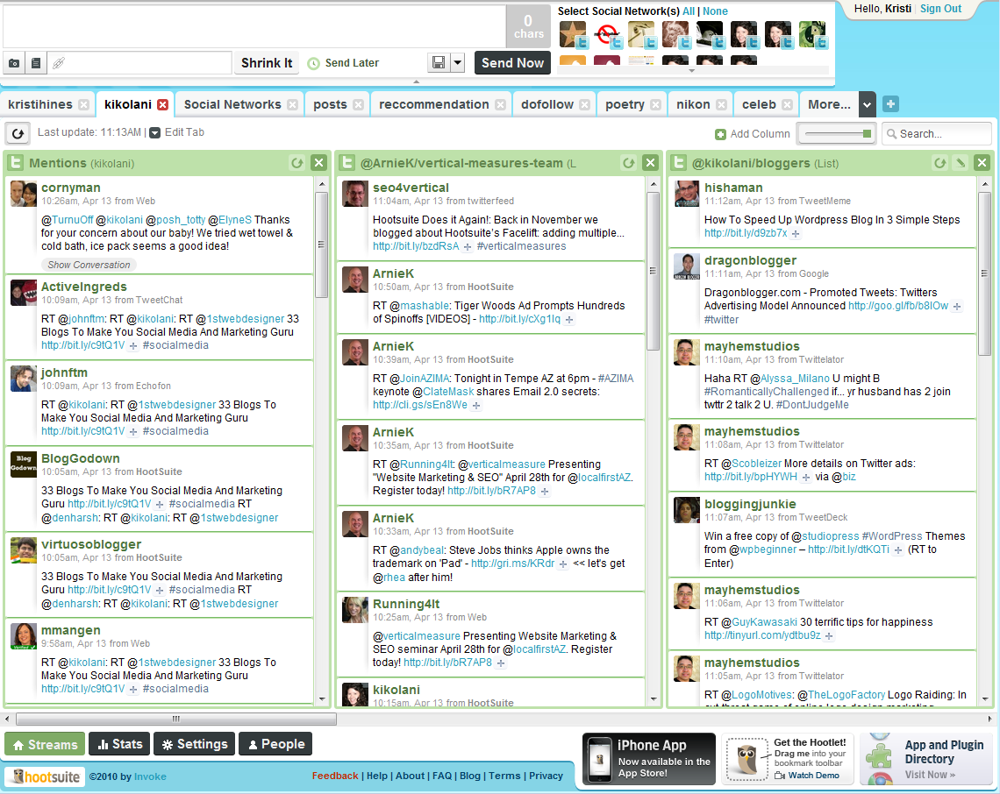 0
chars
Select Social Network(s) All | None
Hello, Kristi | Sign Out
Shrink It
Send Later
Send Now
kristihines
kikolani
Social Networks
posts
reccommendation
dofollow
poetry
nikon
celeb
More...
Last update: 11:13AM |
Edit Tab
Add Column
Search...
Mentions (kikolani)
cornyman
10:26am, Apr 13 from Web
@TurnuOff @kikolani @posh_totty @ElyneS Thanks
for your concern about our baby! We tried wet towel &
cold bath, ice pack seems a good idea!
Show Conversation
ActiveIngreds
10:09am, Apr 13 from TweetChat
RT @johnftm: RT @kikolani: RT @1stwebdesigner 33
Blogs To Make You Social Media And Marketing Guru
http://bit.ly/c9tQ1V #socialmedia
johnftm
10:09am, Apr 13 from Echofon
RT @kikolani: RT @1stwebdesigner 33 Blogs To
Make You Social Media And Marketing Guru
http://bit.ly/c9tQ1V #socialmedia
Blog
Godown
BlogGodown
10:05am, Apr 13 from HootSuite
33 Blogs To Make You Social Media And Marketing
Guru http://bit.ly/c9tQ1V #socialmedia RT
@denharsh: RT @kikolani: RT @1stwebdesigner
virtuosoblogger
10:05am, Apr 13 from HootSuite
33 Blogs To Make You Social Media And Marketing
Guru http://bit.ly/c9tQ1V #socialmedia RT
@denharsh: RT @kikolani: RT @1stwebdesigner
mmangen
9:58am, Apr 13 from Web
RT @kikolani: RT @1stwebdesigner 33 Blogs To
Make You Social Media And Marketing Guru
http://bit.ly/c9tQ1V #socialmedia
@ArnieK/vertical-measures-team (L
seo4vertical
11:04am, Apr 13 from twitterfeed
Hootsuite Does it Again!: Back in November we
blogged about Hootsuite's Facelift: adding multiple...
http://bit.ly/bzdRsA #verticalmeasures
ArnieK
10:50am, Apr 13 from HootSuite
RT @mashable: Tiger Woods Ad Prompts Hundreds
of Spinoffs [VIDEOS] - http://bit.ly/cXg1Iq
ArnieK
10:39am, Apr 13 from HootSuite
RT @JoinAZIMA: Tonight in Tempe AZ at 6pm - #AZIMA
keynote @ClateMask shares Email 2.0 secrets:
http://cli.gs/sEn8We
ArnieK
10:35am, Apr 13 from HootSuite
RT @Running4It: @verticalmeasure Presenting
"Website Marketing & SEO" April 28th for @localfirstAZ.
Register today! http://bit.ly/bR7AP8
ArnieK
10:33am, Apr 13 from HootSuite
RT @andybeal: Steve Jobs thinks Apple owns the
trademark on 'Pad' - http://gri.ms/KRdr << let's get
@rhea after him!
Running4It
10:25am, Apr 13 from Web
@verticalmeasure Presenting Website Marketing &
SEO seminar April 28th for @localfirstAZ. Register
today! http://bit.ly/bR7AP8
kikolani
10:15am, Apr 13 from HootSuite
@kikolani/bloggers (List)
hishaman
11:12am, Apr 13 from TweetMeme
How To Speed Up Wordpress Blog In 3 Simple Steps
http://bit.ly/d9zb7x
dragonblogger
11:11am, Apr 13 from Google
Dragonblogger.com - Promoted Tweets: Twitters
Advertising Model Announced http://goo.gl/fb/b8IOw
#twitter
mayhemstudios
11:10am, Apr 13 from Twittelator
Haha RT @Alyssa_Milano U might B
#RomanticallyChallenged if... yr husband has 2 join
twttr 2 talk 2 U. #DontJudgeMe
mayhemstudios
11:08am, Apr 13 from Twittelator
RT @Scobleizer More details on Twitter ads:
http://bit.ly/bpHYWH via @biz
bloggingjunkie
11:07am, Apr 13 from TweetDeck
Win a free copy of @studiopress #WordPress Themes
from @wpbeginner – http://bit.ly/dtKQTi (RT to
Enter)
mayhemstudios
11:06am, Apr 13 from Twittelator
RT @GuyKawasaki 30 terrific tips for happiness
http://tinyurl.com/ydtbu9z
mayhemstudios
11:05am, Apr 13 from Twittelator
RT @LogoMotives: @TheLogoFactory Logo Raiding: In
Streams
Stats
Settings
People
iPhone App
Now available in the
App Store!
Get the Hootlet!
Drag me into your
bookmark toolbar
Watch Demo
App and Plugin
Directory
Visit Now »
hootsuite
©2010 by Invoke
Feedback | Help | About | FAQ | Blog | Terms | Privacy